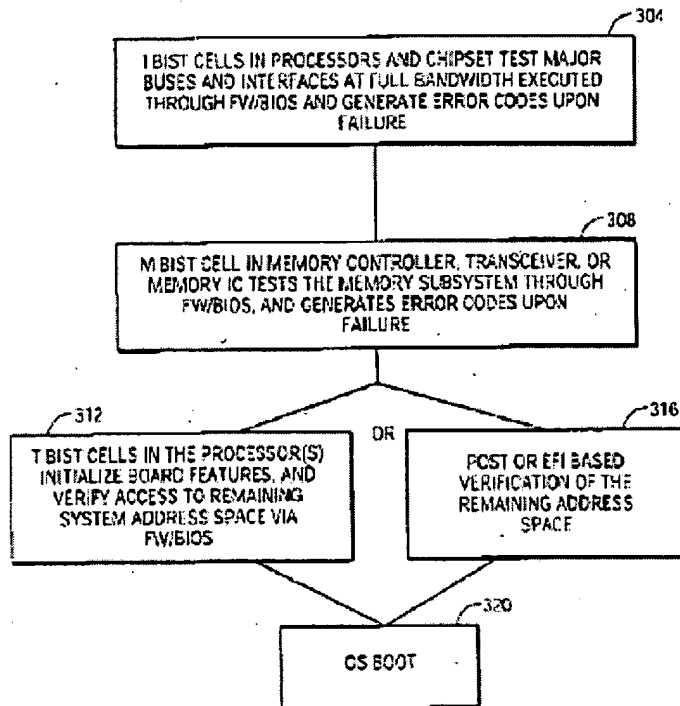 304
I BIST CELLS IN PROCESSORS AND CHIPSET TEST MAJOR
BUSES AND INTERFACES AT FULL BANDWIDTH EXECUTED
THROUGH FW/BIOS AND GENERATE ERROR CODES UPON
FAILURE
308
M BIST CELL IN MEMORY CONTROLLER, TRANSCEIVER, OR
MEMORY IC TESTS THE MEMORY SUBSYSTEM THROUGH
FW/BIOS, AND GENERATES ERROR CODES UPON
FAILURE
312
T BIST CELLS IN THE PROCESSOR(S)
INITIALIZE BOARD FEATURES, AND
VERIFY ACCESS TO REMAINING
SYSTEM ADDRESS SPACE VIA
FW/BIOS
OR
316
POST OR EFI BASED
VERIFICATION OF THE
REMAINING ADDRESS
SPACE
320
OS BOOT